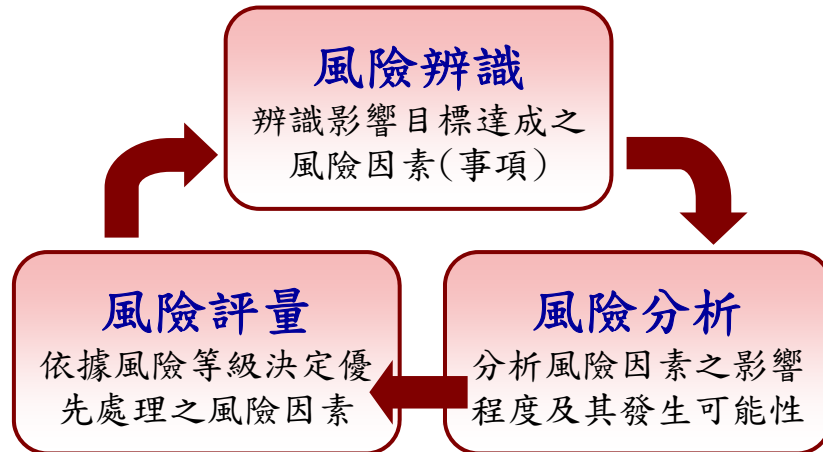 風險辨識
辨識影響目標達成之
風險因素(事項)
風險評量
依據風險等級決定優
先處理之風險因素
風險分析
分析風險因素之影響
程度及其發生可能性